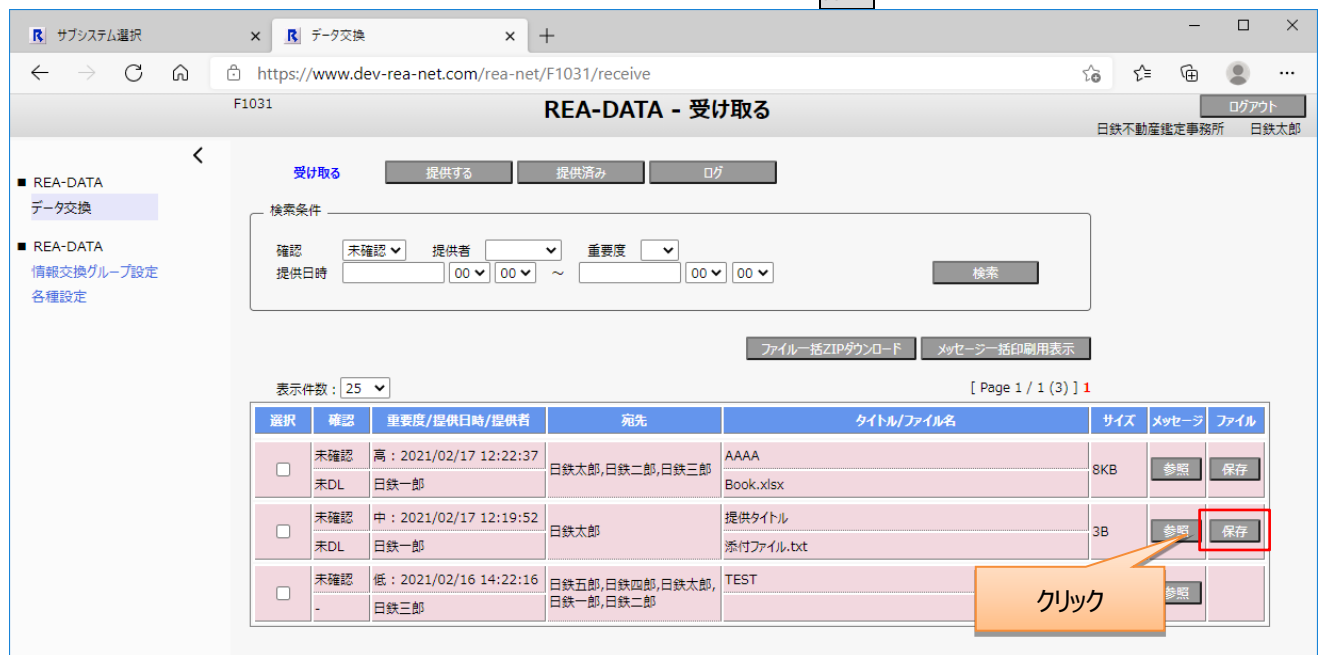 サブシステム選択
データ交換
https://www.dev-rea-net.com/rea-net/F1031/receive
F1031
REA-DATA - 受け取る
ログアウト
日鉄不動産鑑定事務所 日鉄太郎
■ REA-DATA
データ交換
■ REA-DATA
情報交換グループ設定
各種設定
受け取る 提供する 提供済み ログ
検索条件
確認 未確認 提供者 重要度
提供日時 00 00 ～ 00 00 検索
ファイル一括ZIPダウンロード メッセージ一括印刷用表示
表示件数：25 [ Page 1 / 1 (3) ] 1
選択 確認 重要度/提供日時/提供者 宛先 タイトル/ファイル名 サイズ メッセージ ファイル
未確認 高：2021/02/17 12:22:37 日鉄太郎,日鉄二郎,日鉄三郎 AAAA 8KB 参照 保存
未DL 日鉄一郎 Book.xlsx
未確認 中：2021/02/17 12:19:52 日鉄太郎 提供タイトル 3B 参照 保存
未DL 日鉄一郎 添付ファイル.txt
未確認 低：2021/02/16 14:22:16 日鉄五郎,日鉄四郎,日鉄太郎, TEST 参照
- 日鉄三郎 日鉄一郎,日鉄二郎
クリック